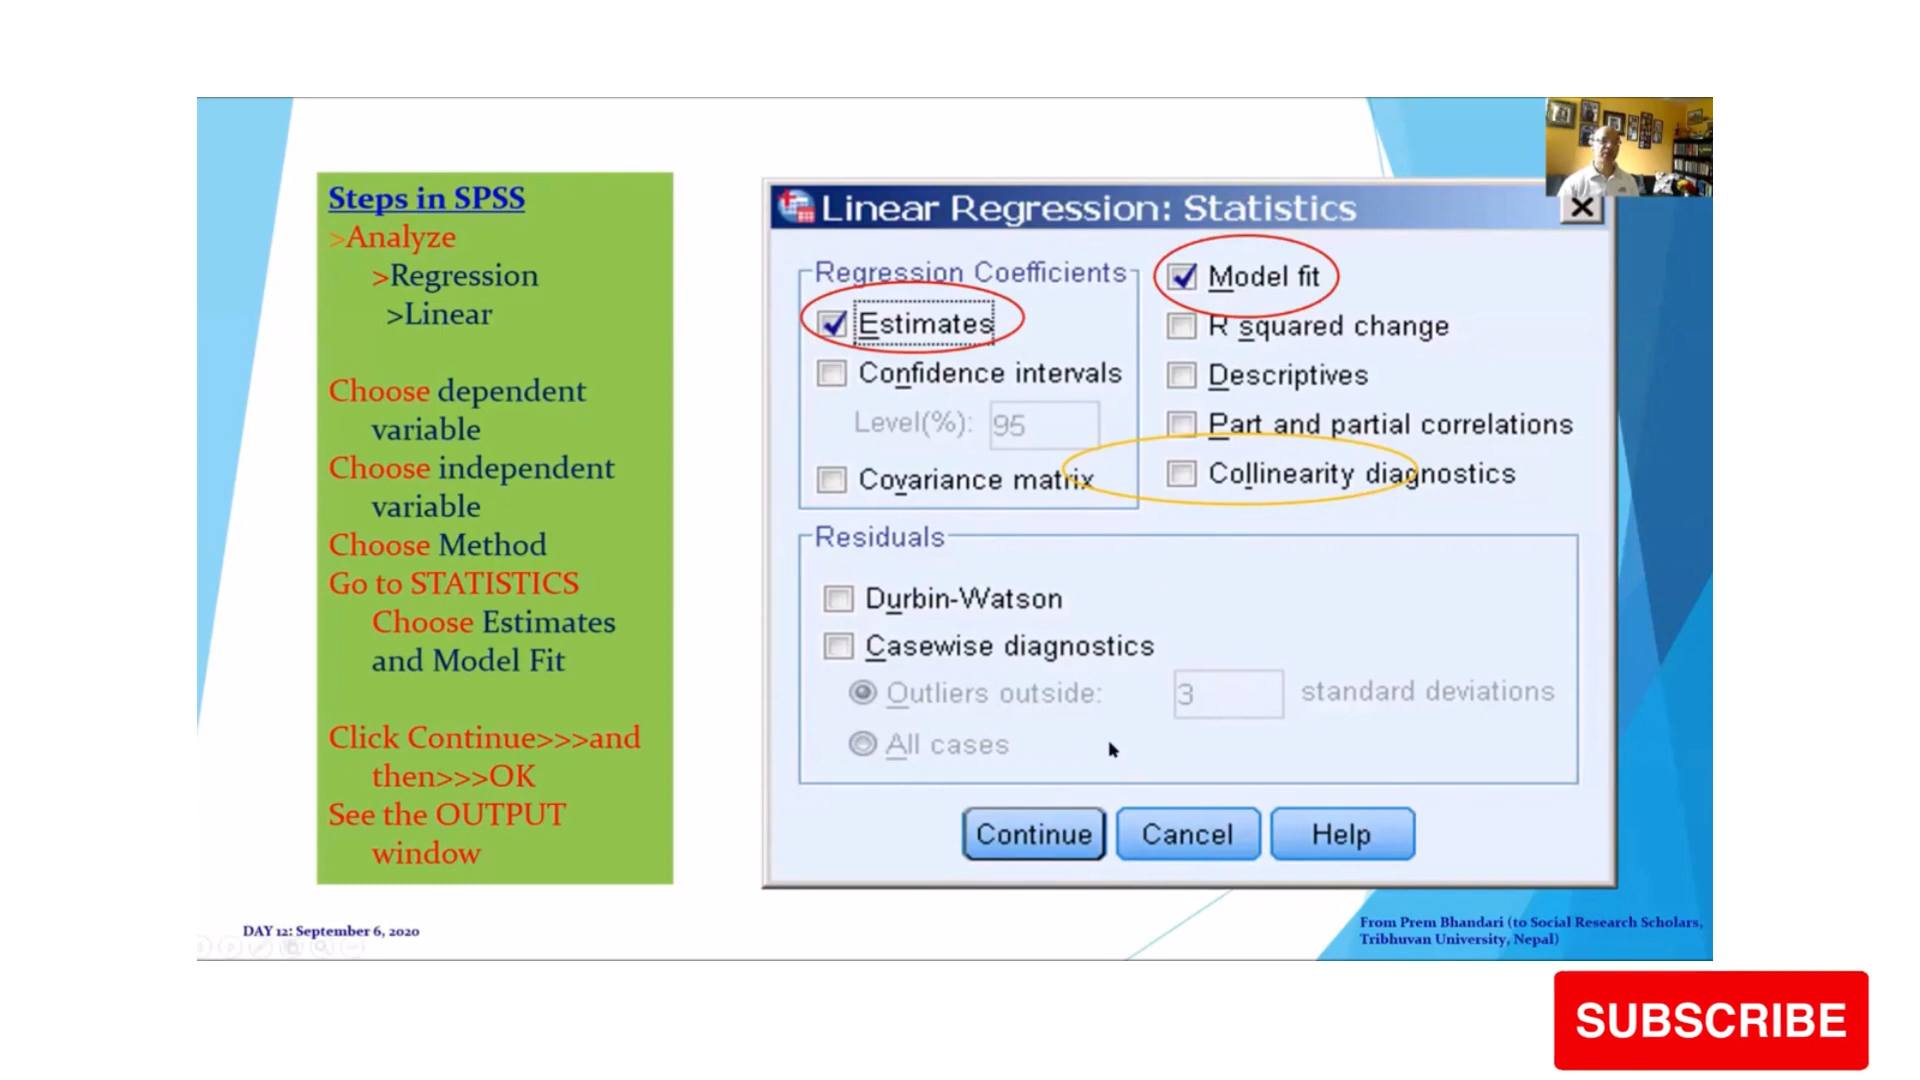 Steps in SPSS
>Analyze
>Regression
>Linear
Choose dependent
variable
Choose independent
variable
Choose Method
Go to STATISTICS
Choose Estimates
and Model Fit
Click Continue>>>and
then>>>OK
See the OUTPUT
window
Linear Regression: Statistics
Regression Coefficients
Estimates
Confidence intervals
Level(%): 95
Covariance matrix
Model fit
R squared change
Descriptives
Part and partial correlations
Collinearity diagnostics
Residuals
Durbin-Watson
Casewise diagnostics
Outliers outside: 3 standard deviations
All cases
Continue Cancel Help
DAY 12: September 6, 2020
From Prem Bhandari (to Social Research Scholars,
Tribhuvan University, Nepal)
SUBSCRIBE